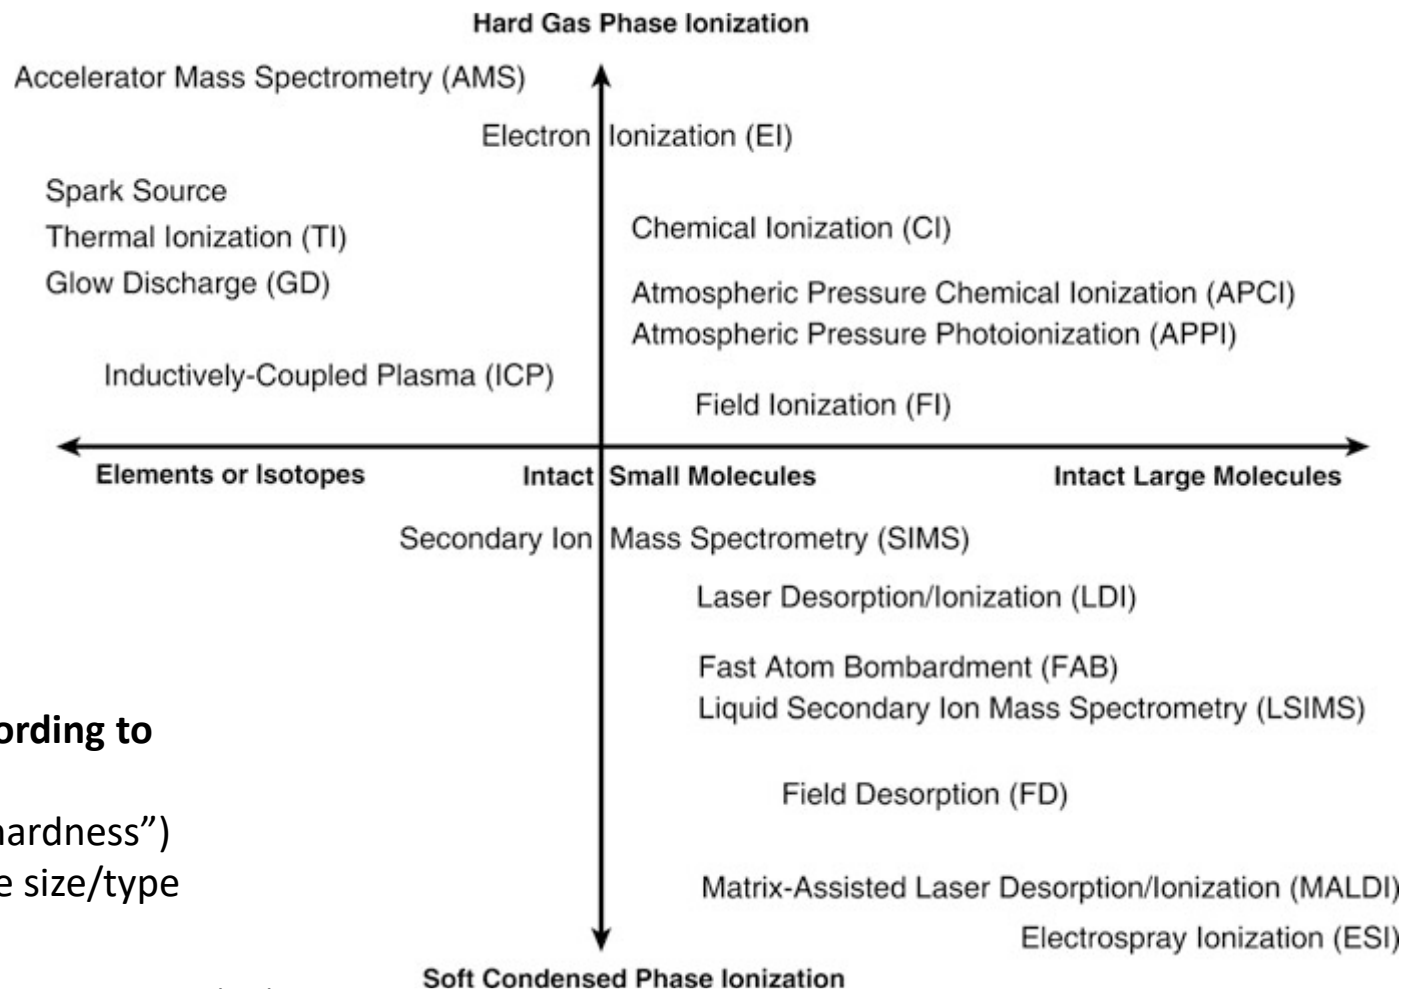 Hard Gas Phase Ionization
Accelerator Mass Spectrometry (AMS)
Electron Ionization (EI)
Spark Source
Thermal Ionization (TI)
Chemical Ionization (CI)
Glow Discharge (GD)
Atmospheric Pressure Chemical Ionization (APCI)
Atmospheric Pressure Photoionization (APPI)
Inductively-Coupled Plasma (ICP)
Field Ionization (FI)
Elements or Isotopes
Intact Small Molecules
Intact Large Molecules
Secondary Ion Mass Spectrometry (SIMS)
Laser Desorption/Ionization (LDI)
Fast Atom Bombardment (FAB)
Liquid Secondary Ion Mass Spectrometry (LSIMS)
ording to
Field Desorption (FD)
hardness”)
e size/type
Matrix-Assisted Laser Desorption/Ionization (MALDI)
Electrospray Ionization (ESI)
Soft Condensed Phase Ionization